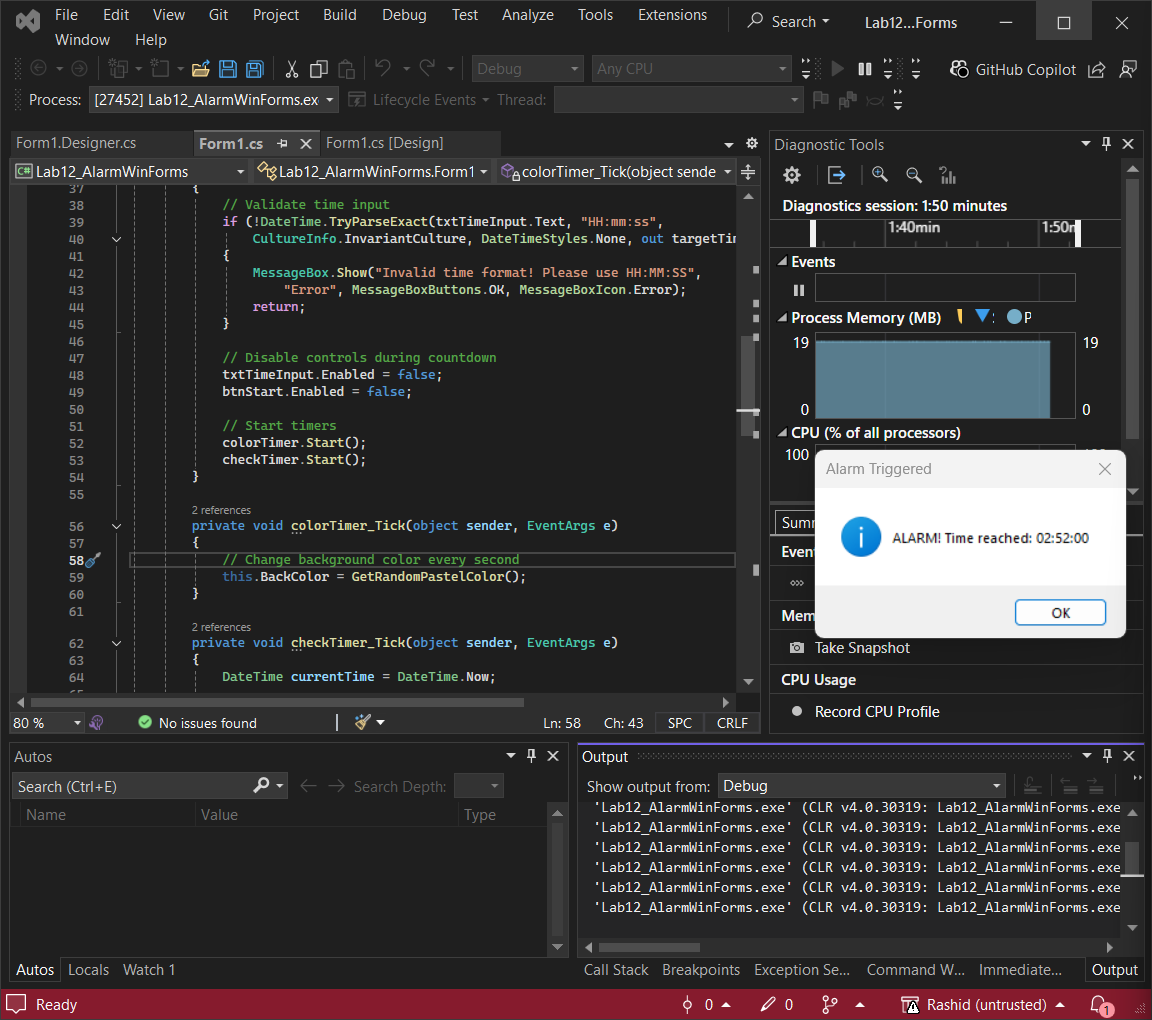 File Edit View Git Project Build Debug Test Analyze Tools Extensions
Window Help
Search
Lab12...Forms
Debug
Any CPU
GitHub Copilot
Process: [27452] Lab12_AlarmWinForms.exe
Lifecycle Events
Thread:
Form1.Designer.cs
Form1.cs
Form1.cs [Design]
C# Lab12_AlarmWinForms
Lab12_AlarmWinForms.Form1
colorTimer_Tick(object sende
37 {
38 // Validate time input
39 if (!DateTime.TryParseExact(txtTimeInput.Text, "HH:mm:ss",
40 CultureInfo.InvariantCulture, DateTimeStyles.None, out targetTim
41 {
42 MessageBox.Show("Invalid time format! Please use HH:MM:SS",
43 "Error", MessageBoxButtons.OK, MessageBoxIcon.Error);
44 return;
45 }
46
47 // Disable controls during countdown
48 txtTimeInput.Enabled = false;
49 btnStart.Enabled = false;
50
51 // Start timers
52 colorTimer.Start();
53 checkTimer.Start();
54 }
55
2 references
56 private void colorTimer_Tick(object sender, EventArgs e)
57 {
58 // Change background color every second
59 this.BackColor = GetRandomPastelColor();
60 }
61
2 references
62 private void checkTimer_Tick(object sender, EventArgs e)
63 {
64 DateTime currentTime = DateTime.Now;
80 %
No issues found
Ln: 58 Ch: 43 SPC CRLF
Diagnostic Tools
Diagnostics session: 1:50 minutes
1:40min 1:50m
Events
Process Memory (MB)
P
19 19
0 0
CPU (% of all processors)
100
Summ
Even
Mem
Take Snapshot
CPU Usage
Record CPU Profile
Alarm Triggered
ALARM! Time reached: 02:52:00
OK
Autos
Search (Ctrl+E)
Search Depth:
Name Value Type
Autos Locals Watch 1
Output
Show output from: Debug
'Lab12_AlarmWinForms.exe' (CLR v4.0.30319: Lab12_AlarmWinForms.exe
'Lab12_AlarmWinForms.exe' (CLR v4.0.30319: Lab12_AlarmWinForms.exe
'Lab12_AlarmWinForms.exe' (CLR v4.0.30319: Lab12_AlarmWinForms.exe
'Lab12_AlarmWinForms.exe' (CLR v4.0.30319: Lab12_AlarmWinForms.exe
'Lab12_AlarmWinForms.exe' (CLR v4.0.30319: Lab12_AlarmWinForms.exe
'Lab12_AlarmWinForms.exe' (CLR v4.0.30319: Lab12_AlarmWinForms.exe
Call Stack Breakpoints Exception Se... Command W... Immediate... Output
Ready
0
0
Rashid (untrusted)
1